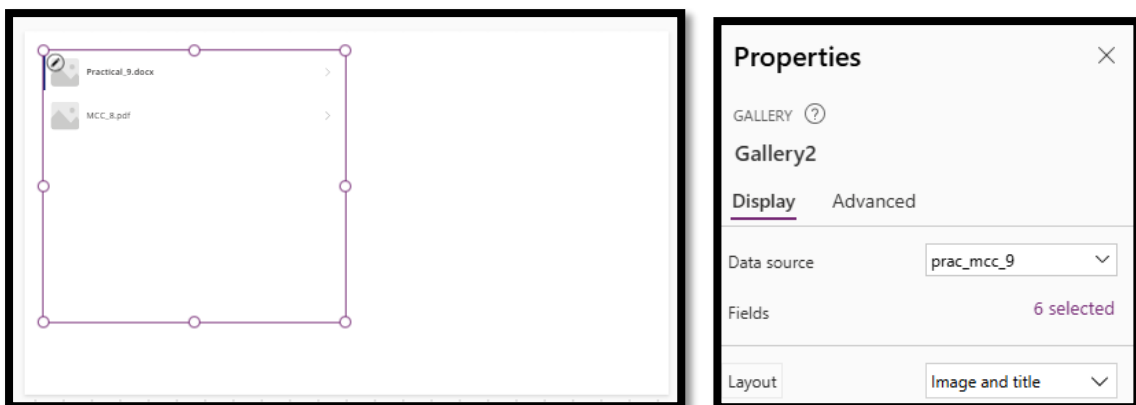 Practical_9.docx
MCC_8.pdf
Properties
GALLERY
Gallery2
Display Advanced
Data source prac_mcc_9
Fields 6 selected
Layout Image and title